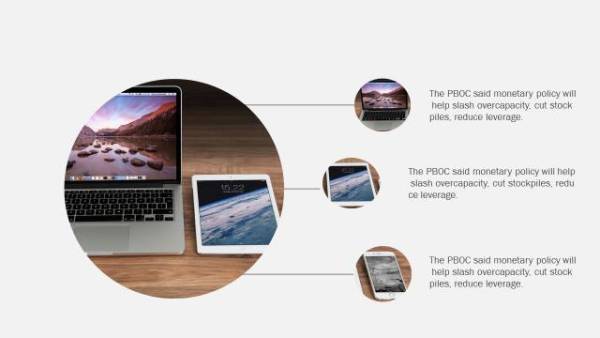 The PBOC said monetary policy will
help slash overcapacity, cut stock
piles, reduce leverage.
15:22
The PBOC said monetary policy will help
slash overcapacity, cut stockpiles, redu
ce leverage.
The PBOC said monetary policy will
help slash overcapacity, cut stock
piles, reduce leverage.